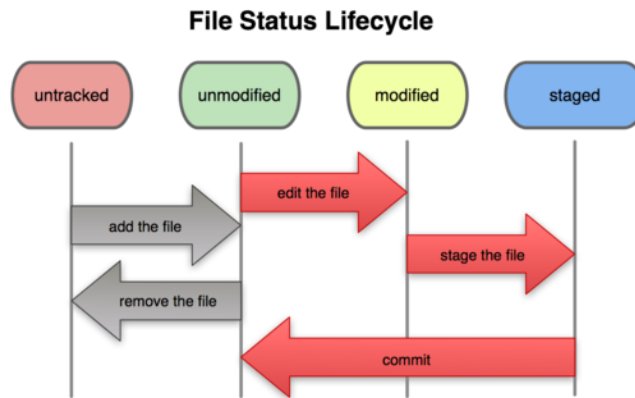 File Status Lifecycle
untracked
unmodified
modified
staged
edit the file
add the file
stage the file
remove the file
commit